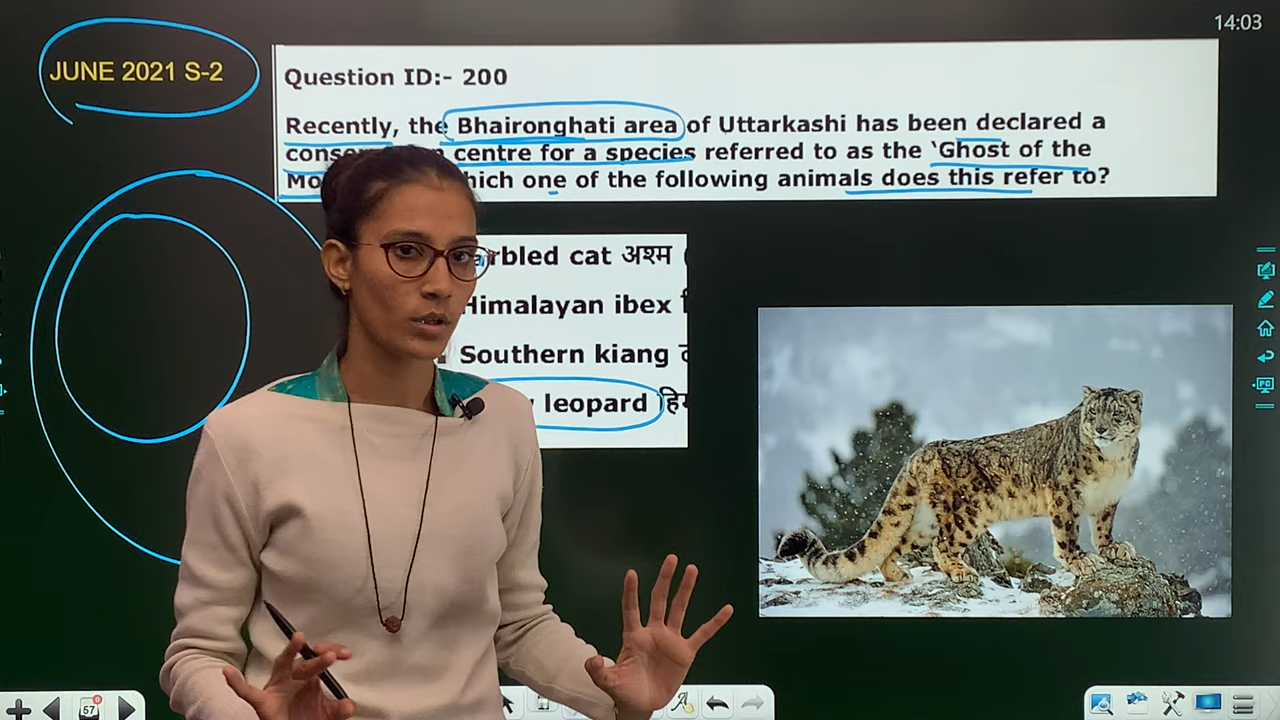 14:03
JUNE 2021 S-2
Question ID:- 200
Recently, the Bhaironghati area of Uttarkashi has been declared a
centre for a species referred to as the ‘Ghost of the
one of the following animals does this refer to?
cat अश्म
Himalayan ibex
Southern kiang
leopard
57
PC